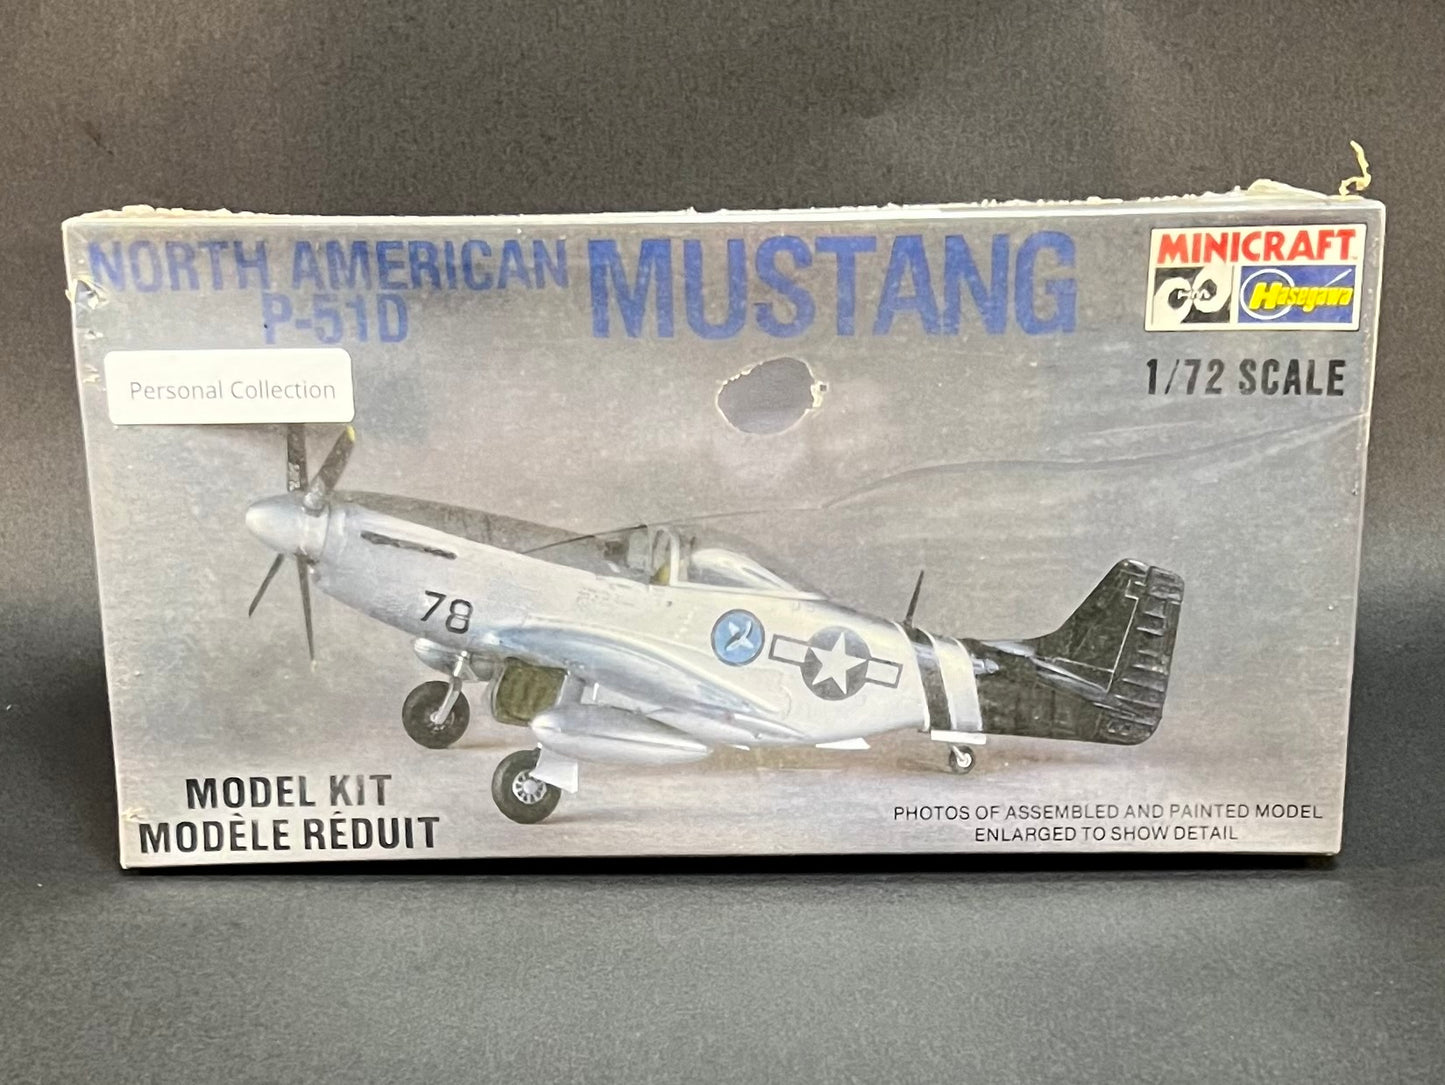 NORTH AMERICAN MUSTANG
P-51D
MINICRAFT
Hasegawa
1/72 SCALE
Personal Collection
78
MODEL KIT
MODÈLE RÉDUIT
PHOTOS OF ASSEMBLED AND PAINTED MODEL
ENLARGED TO SHOW DETAIL